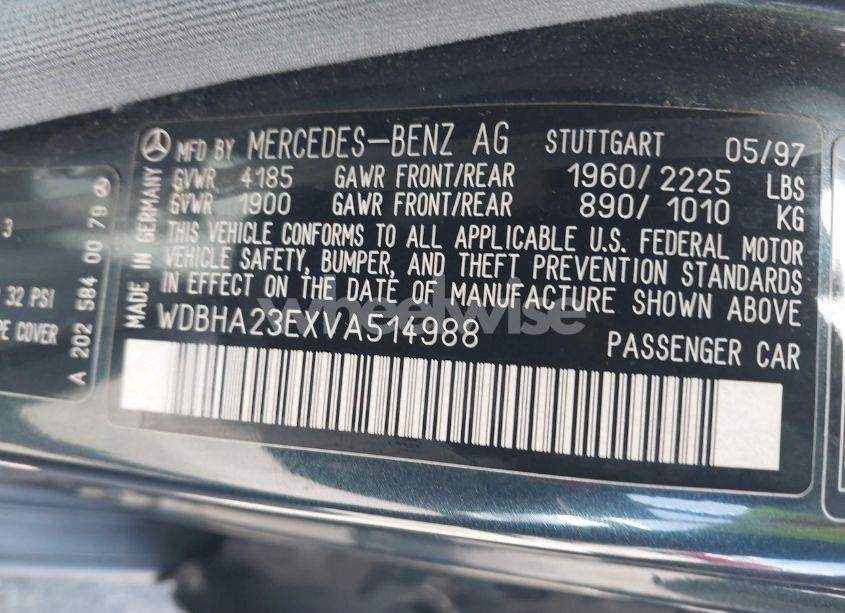 MFD BY MERCEDES-BENZ AG STUTTGART 05/97
GVWR 4185 GAWR FRONT/REAR 1960/2225 LBS
GVWR 1900 GAWR FRONT/REAR 890/1010 KG
THIS VEHICLE CONFORMS TO ALL APPLICABLE U.S. FEDERAL MOTOR
VEHICLE SAFETY, BUMPER, AND THEFT PREVENTION STANDARDS
IN EFFECT ON THE DATE OF MANUFACTURE SHOWN ABOVE
WDBHA23EXVA514988 PASSENGER CAR
MADE IN GERMANY
A 202 584 00 79
3
32 PSI
COVER
wheelwise